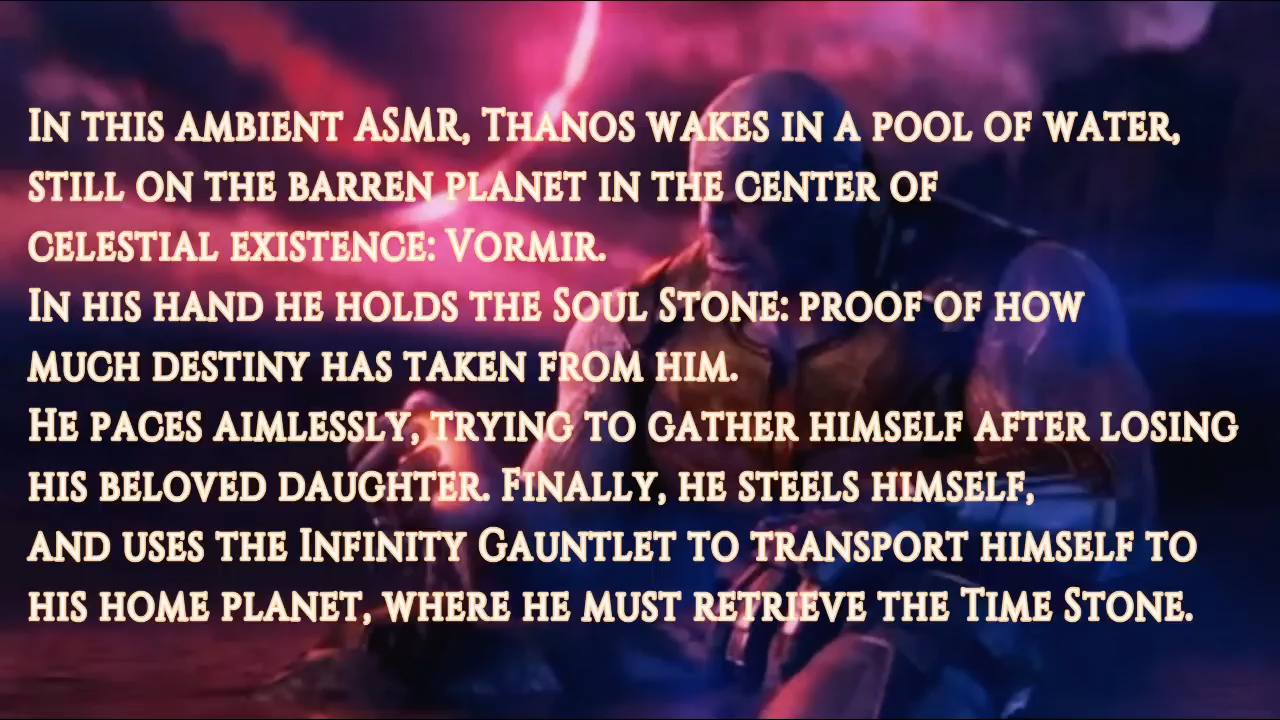 In this ambient ASMR, Thanos wakes in a pool of water,
still on the barren planet in the center of
celestial existence: Vormir.
In his hand he holds the Soul Stone: proof of how
much destiny has taken from him.
He paces aimlessly, trying to gather himself after losing
his beloved daughter. Finally, he steels himself,
and uses the Infinity Gauntlet to transport himself to
his home planet, where he must retrieve the Time Stone.